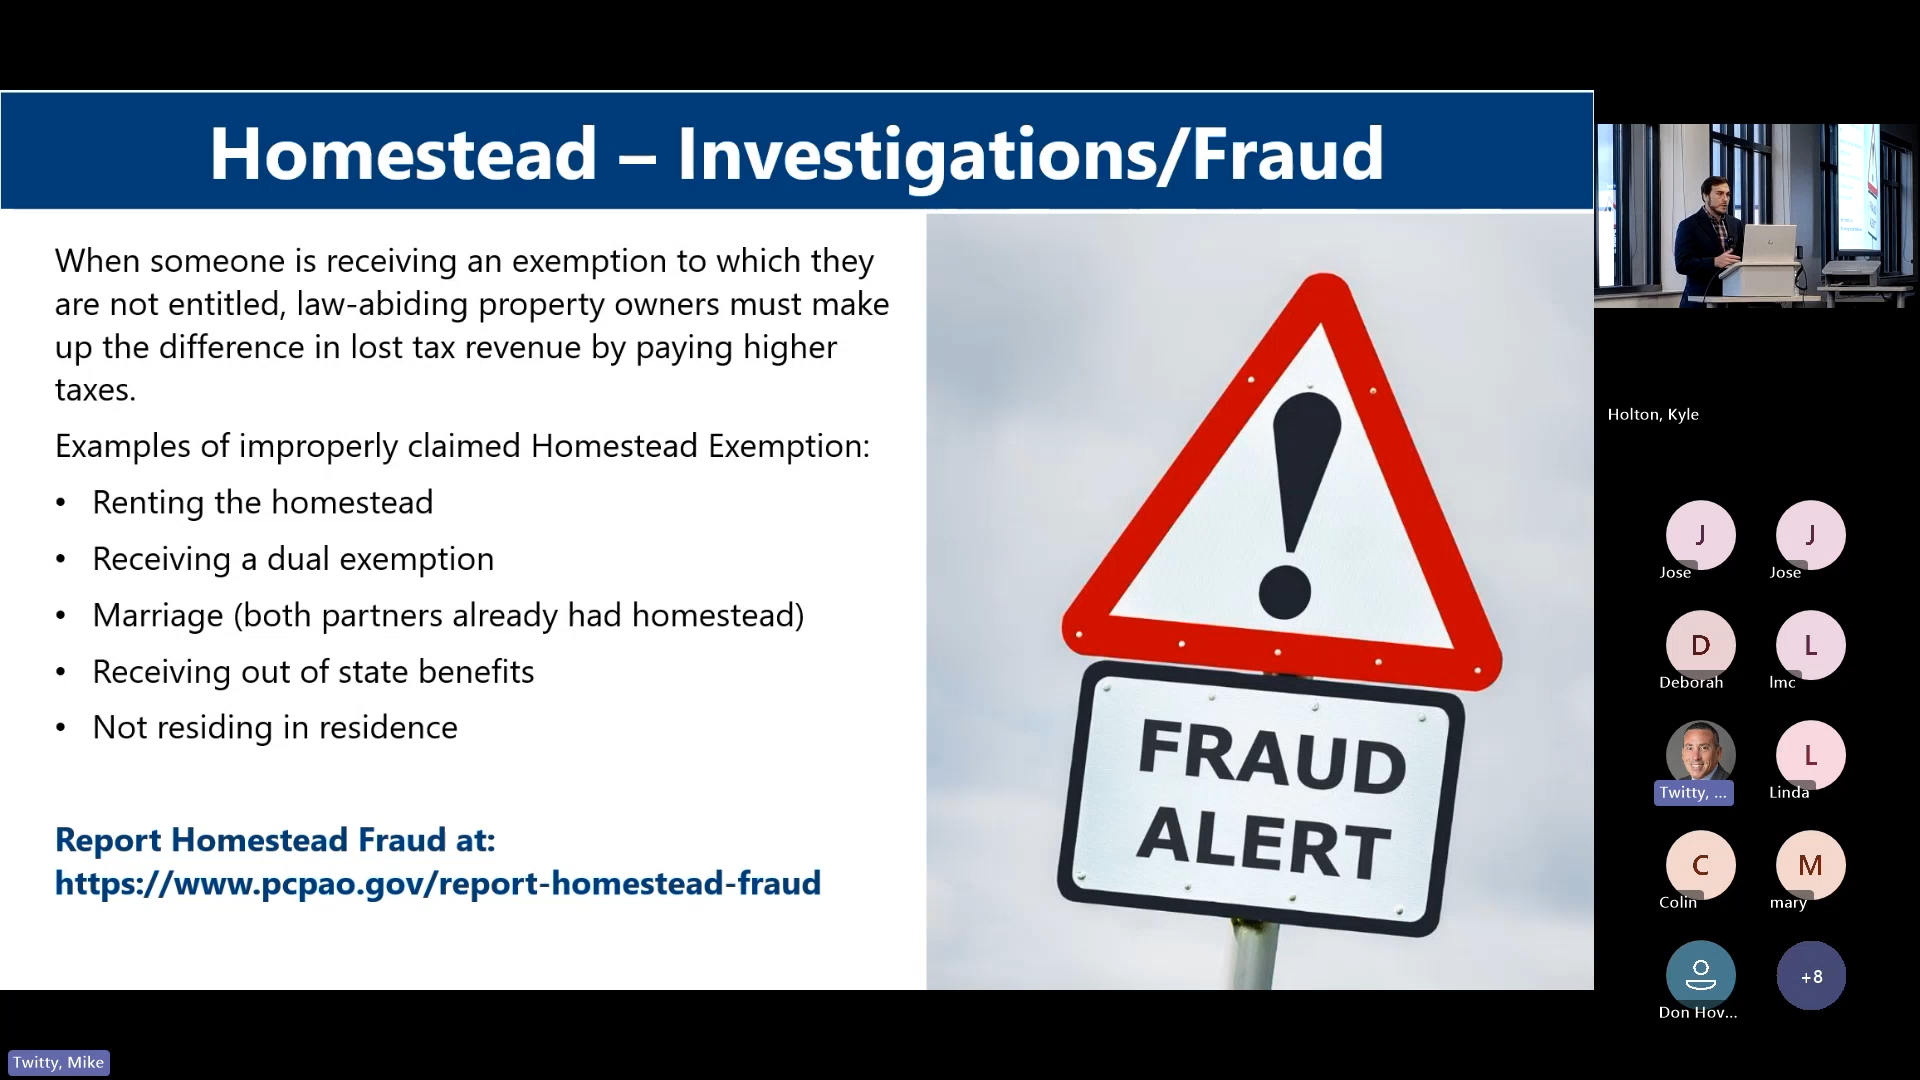 Homestead – Investigations/Fraud
When someone is receiving an exemption to which they
are not entitled, law-abiding property owners must make
up the difference in lost tax revenue by paying higher
taxes.
Examples of improperly claimed Homestead Exemption:
• Renting the homestead
• Receiving a dual exemption
• Marriage (both partners already had homestead)
• Receiving out of state benefits
• Not residing in residence
Report Homestead Fraud at:
https://www.pcpao.gov/report-homestead-fraud
FRAUD
ALERT
Holton, Kyle
J
J
Jose
Jose
D
L
Deborah
lmc
L
Twitty, ...
Linda
C
M
Colin
mary
+8
Don Hov...
Twitty, Mike